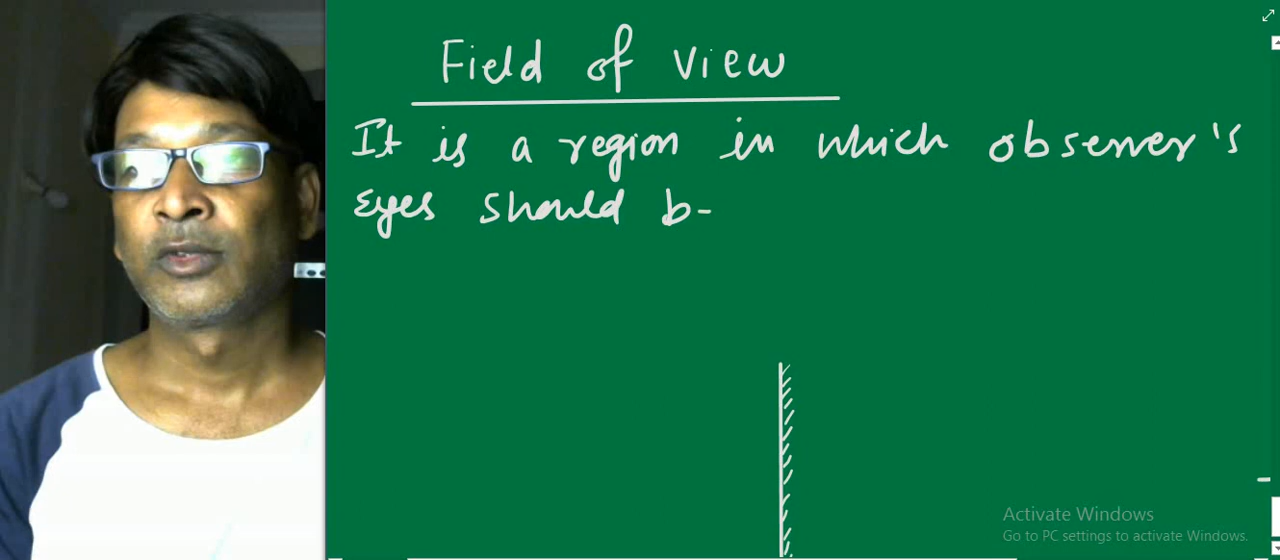 Field of view
It is a region in which observer's
Eyes should b-
Activate Windows
Go to PC settings to activate Windows.